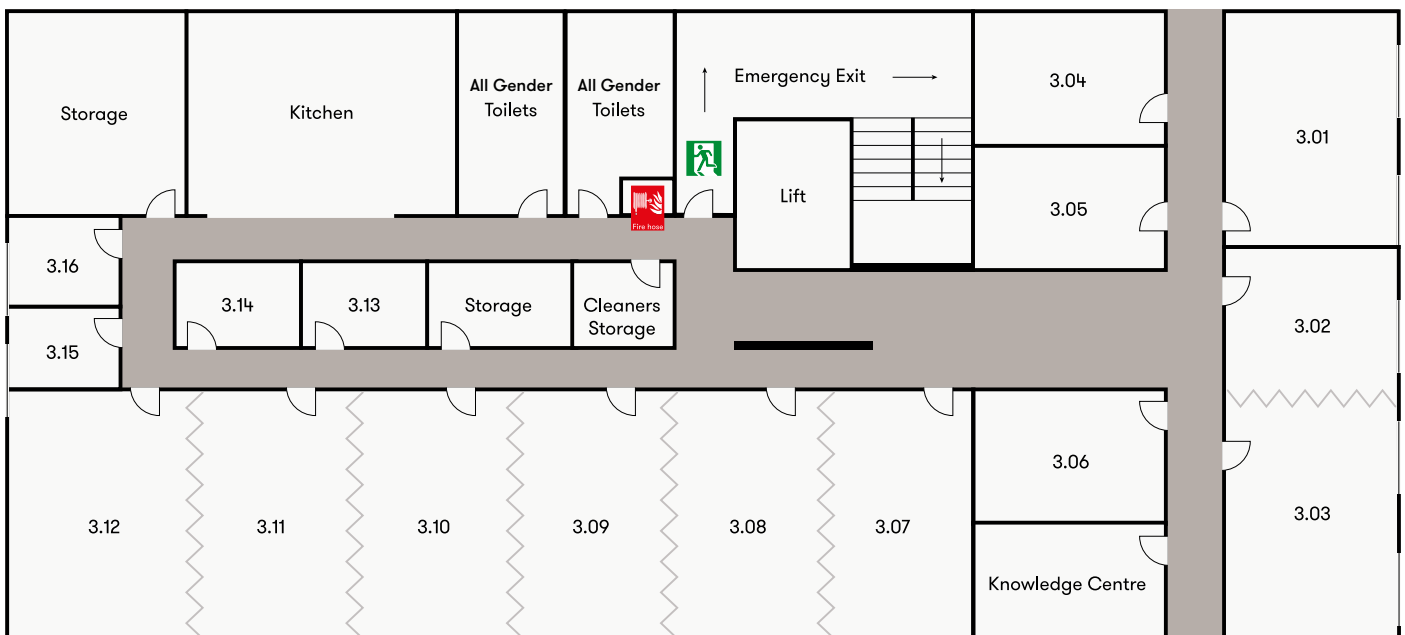 Storage
Kitchen
All Gender
Toilets
All Gender
Toilets
Emergency Exit
3.04
3.01
Lift
3.05
Fire hose
3.16
3.14
3.13
Storage
Cleaners
Storage
3.15
3.02
3.06
3.12
3.11
3.10
3.09
3.08
3.07
3.03
Knowledge Centre